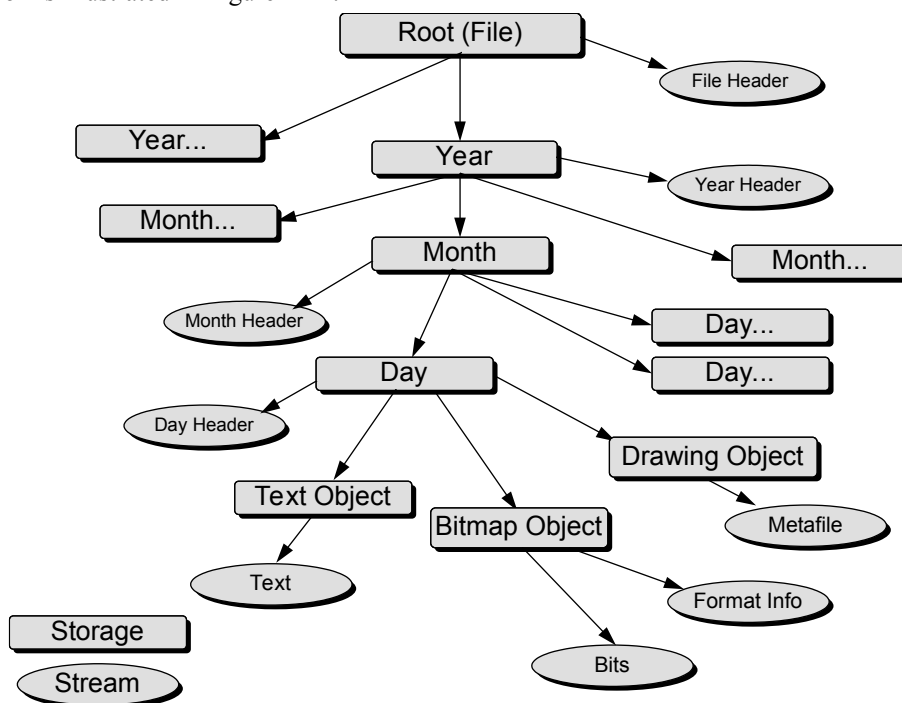 Root (File)
File Header
Year...
Year
Year Header
Month...
Month
Month...
Month Header
Day...
Day
Day...
Day Header
Drawing Object
Text Object
Bitmap Object
Metafile
Text
Format Info
Storage
Bits
Stream